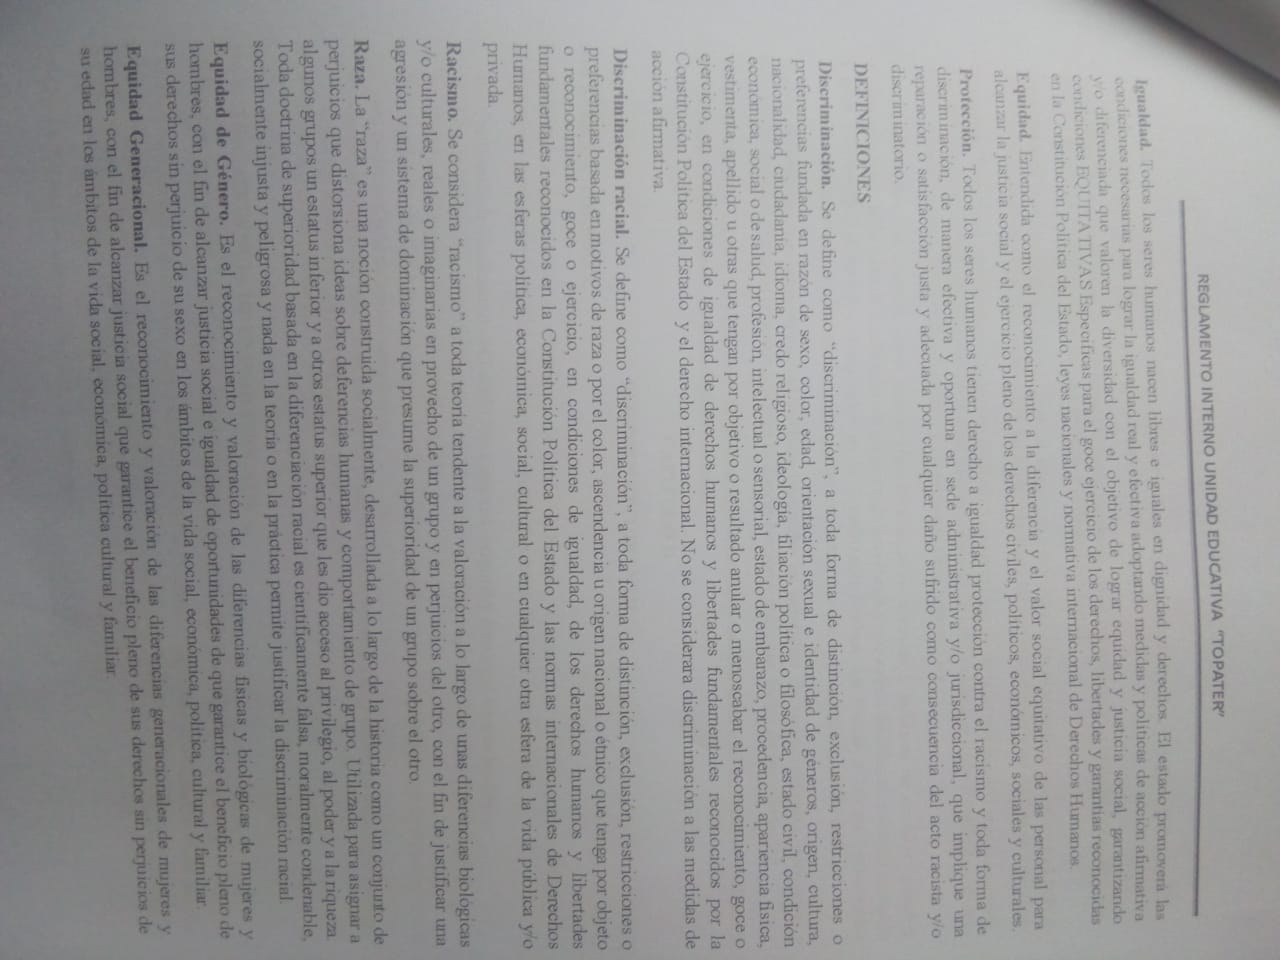 REGLAMENTO INTERNO UNIDAD EDUCATIVA "TOPATER"
Igualdad. Todos los seres humanos nacen libres e iguales en dignidad y derechos. El estado promoverá las
condiciones necesarias para lograr la igualdad real y efectiva adoptando medidas y políticas de acción afirmativa
y/o diferenciada que valoren la diversidad con el objetivo de lograr equidad y justicia social, garantizando
condiciones EQUITATIVAS Especificas para el goce ejercicio de los derechos, libertades y garantías reconocidas
en la Constitución Política del Estado, leyes nacionales y normativa internacional de Derechos Humanos.
Equidad. Entendida como el reconocimiento a la diferencia y el valor social equitativo de las personal para
alcanzar la justicia social y el ejercicio pleno de los derechos civiles, políticos, económicos, sociales y culturales.
Protección. Todos los seres humanos tienen derecho a igualdad protección contra el racismo y toda forma de
discriminación, de manera efectiva y oportuna en sede administrativa y/o jurisdiccional, que implique una
reparación o satisfacción justa y adecuada por cualquier daño sufrido como consecuencia del acto racista y/o
discriminatorio.
DEFINICIONES
Discriminación. Se define como "discriminación", a toda forma de distinción, exclusión, restricciones o
preferencias fundada en razón de sexo, color, edad, orientación sexual e identidad de géneros, origen, cultura,
nacionalidad, ciudadanía, idioma, credo religioso, ideología, filiación política o filosófica, estado civil, condición
económica, social o de salud, profesión, intelectual o sensorial, estado de embarazo, procedencia, apariencia física,
vestimenta, apellido u otras que tengan por objetivo o resultado anular o menoscabar el reconocimiento, goce o
ejercicio, en condiciones de igualdad de derechos humanos y libertades fundamentales reconocidos por la
Constitución Política del Estado y el derecho internacional. No se considerara discriminación a las medidas de
acción afirmativa.
Discriminación racial. Se define como "discriminación", a toda forma de distinción, exclusión, restricciones o
preferencias basada en motivos de raza o por el color, ascendencia u origen nacional o étnico que tenga por objeto
o reconocimiento, goce o ejercicio, en condiciones de igualdad, de los derechos humanos y libertades
fundamentales reconocidos en la Constitución Política del Estado y las normas internacionales de Derechos
Humanos, en las esferas política, económica, social, cultural o en cualquier otra esfera de la vida pública y/o
privada.
Racismo. Se considera "racismo" a toda teoría tendente a la valoración a lo largo de unas diferencias biológicas
y/o culturales, reales o imaginarias en provecho de un grupo y en perjuicios del otro, con el fin de justificar una
agresión y un sistema de dominación que presume la superioridad de un grupo sobre el otro
Raza. La "raza" es una noción construida socialmente, desarrollada a lo largo de la historia como un conjunto de
perjuicios que distorsiona ideas sobre deferencias humanas y comportamiento de grupo. Utilizada para asignar a
algunos grupos un estatus inferior y a otros estatus superior que les dio acceso al privilegio, al poder y a la riqueza.
Toda doctrina de superioridad basada en la diferenciación racial es científicamente falsa, moralmente condenable,
socialmente injusta y peligrosa y nada en la teoría o en la práctica permite justificar la discriminación racial.
Equidad de Género. Es el reconocimiento y valoración de las diferencias físicas y biológicas de mujeres y
hombres, con el fin de alcanzar justicia social e igualdad de oportunidades de que garantice el beneficio pleno de
sus derechos sin perjuicio de su sexo en los ámbitos de la vida social, económica, política, cultural y familiar.
Equidad Generacional. Es el reconocimiento y valoración de las diferencias generacionales de mujeres y
hombres, con el fin de alcanzar justicia social que garantice el beneficio pleno de sus derechos sin perjuicios de
su edad en los ámbitos de la vida social, económica, política cultural y familiar.